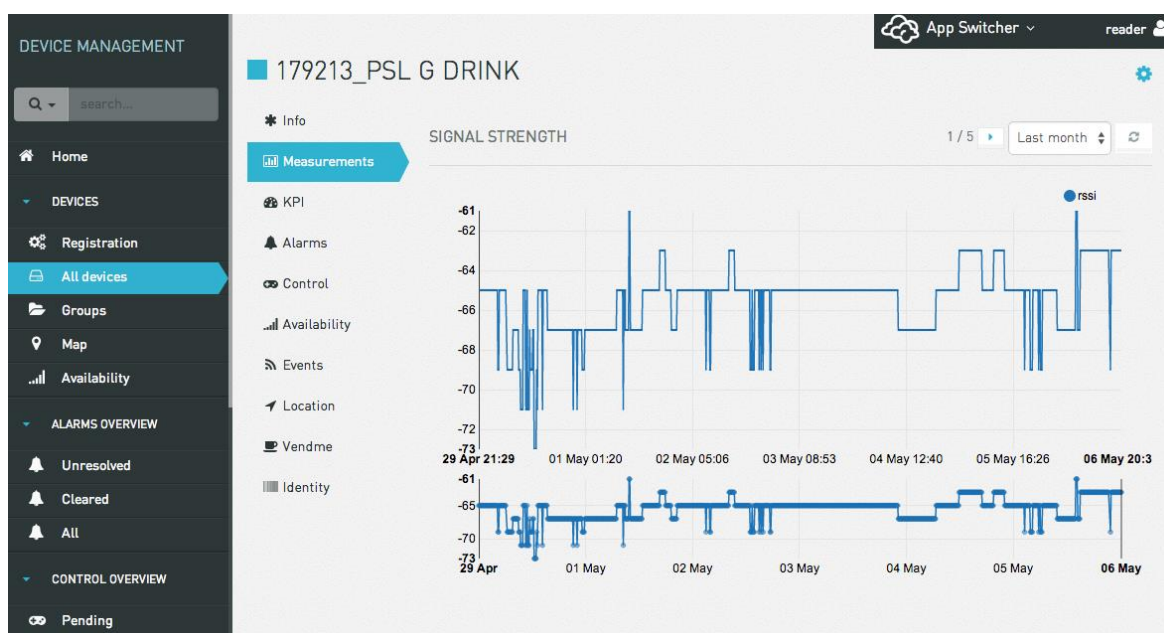 App Switcher
reader
DEVICE MANAGEMENT
search...
Home
DEVICES
Registration
All devices
Groups
Map
Availability
ALARMS OVERVIEW
Unresolved
Cleared
All
CONTROL OVERVIEW
Pending
179213_PSL G DRINK
Info
Measurements
KPI
Alarms
Control
Availability
Events
Location
Vendme
Identity
SIGNAL STRENGTH
1 / 5
Last month
rssi
-61
-62
-64
-66
-68
-70
-72
-73
29 Apr 21:29 01 May 01:20 02 May 05:06 03 May 08:53 04 May 12:40 05 May 16:26 06 May 20:3
-61
-65
-70
-73
29 Apr 01 May 02 May 03 May 04 May 05 May 06 May